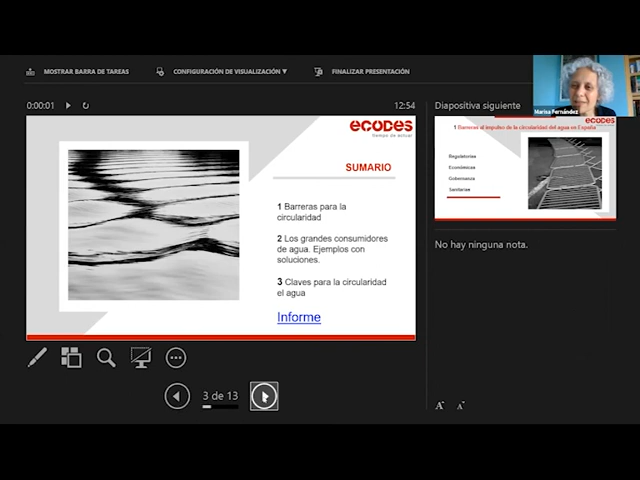 MOSTRAR BARRA DE TAREAS
CONFIGURACIÓN DE VISUALIZACIÓN ▼
FINALIZAR PRESENTACIÓN
Marisa Fernández
0:00:01
12:54
ecodes
tiempo de actuar
SUMARIO
1 Barreras para la
circularidad
2 Los grandes consumidores
de agua. Ejemplos con
soluciones.
3 Claves para la circularidad
el agua
Informe
3 de 13
Diapositiva siguiente
ecodes
1 Barreras al impulso de la circularidad del agua en España
Regulatorias
Económicas
Gobernanza
Sanitarias
No hay ninguna nota.
A A